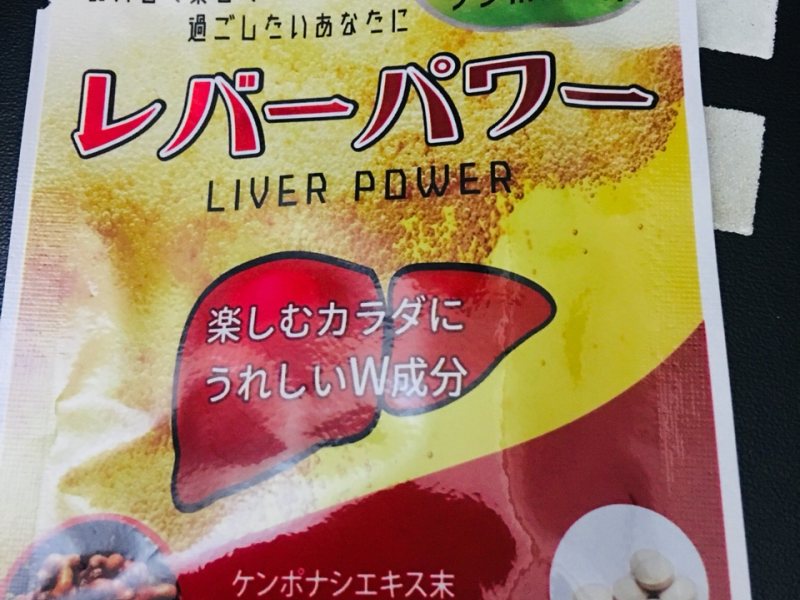 過ごしたいあなたに
レバーパワー
LIVER POWER
楽しむカラダに
うれしいW成分
ケンポナシエキス末